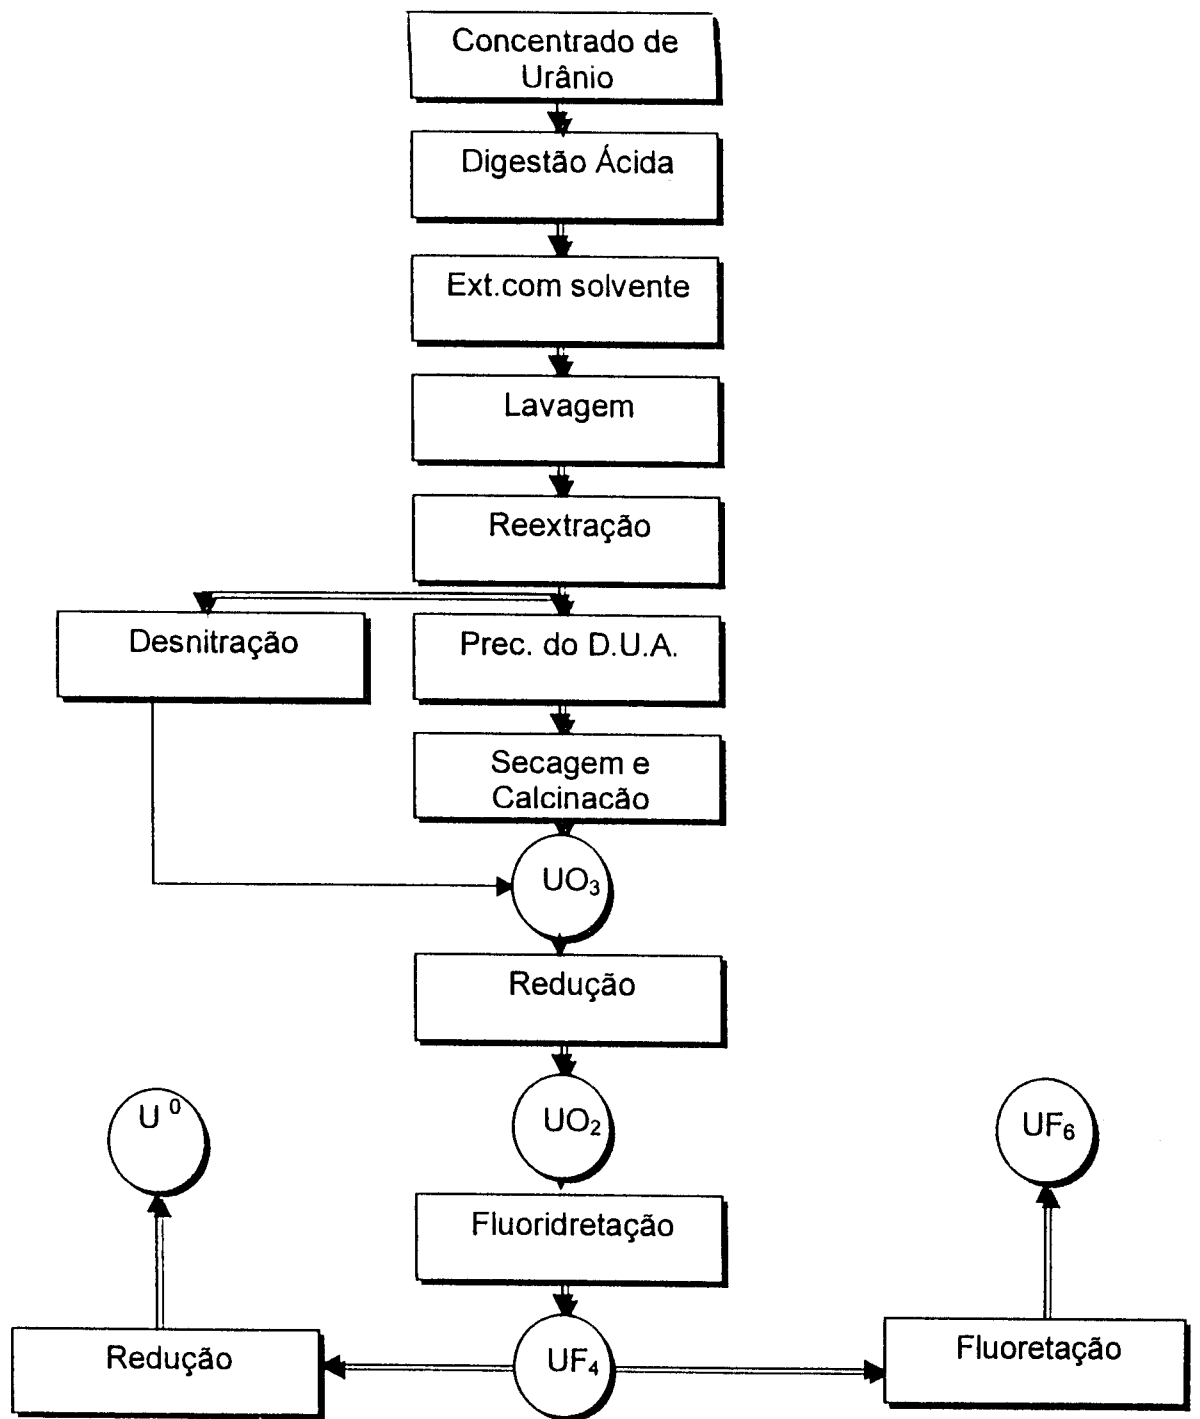 Concentrado de
Urânio
Digestão Ácida
Ext.com solvente
Lavagem
Reextração
Desnitração
Prec. do D.U.A.
Secagem e
Calcinacão
UO₃
Redução
UO₂
U⁰
UF₆
Fluoridretação
Redução
UF₄
Fluoretação